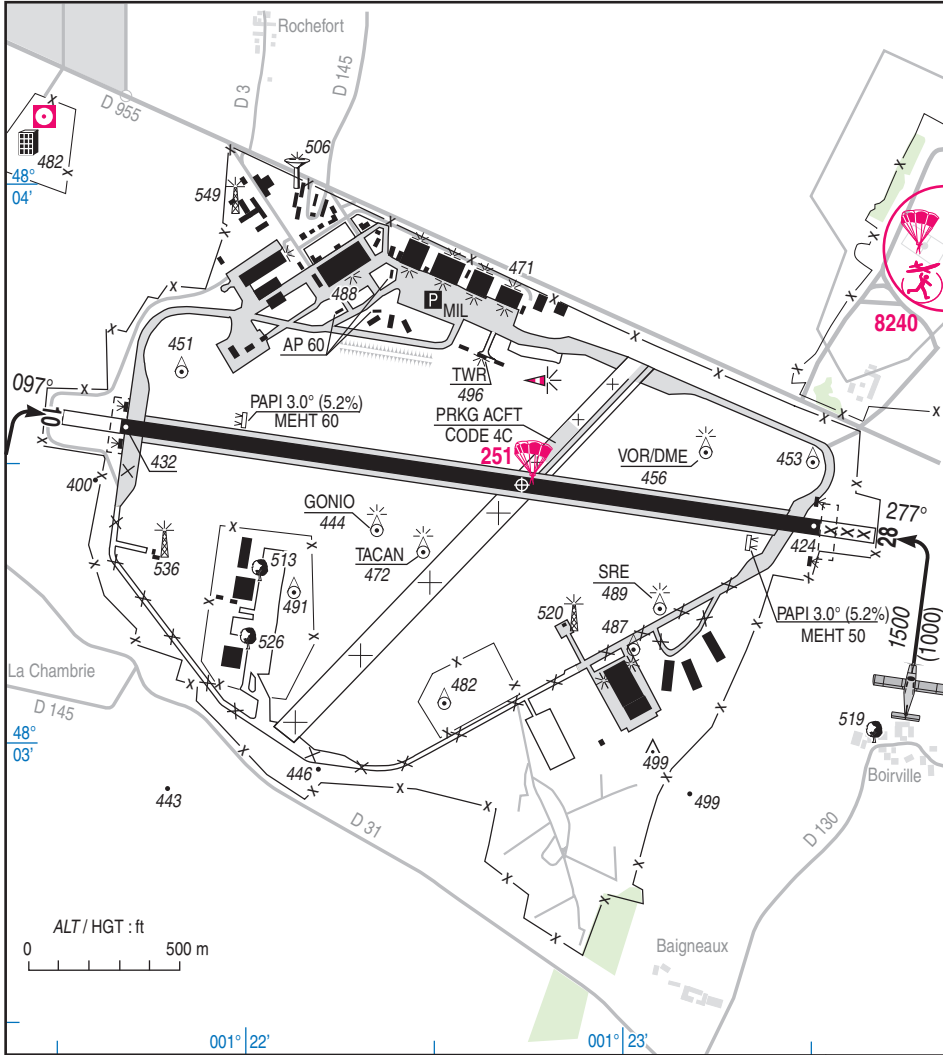 Rochefort
D 3
D 145
D 955
482
506
48°
04'
549
471
488
P
MIL
8240
AP 60
451
TWR
496
097°
10
PAPI 3.0° (5.2%)
MEHT 60
PRKG ACFT
CODE 4C
251
VOR/DME
456
453
432
400
GONIO
444
TACAN
472
277°
28
424
536
513
491
SRE
489
520
487
PAPI 3.0° (5.2%)
MEHT 50
1500
(1000)
526
La Chambrie
D 145
482
519
48°
03'
499
Boirville
446
443
499
D 31
D 130
ALT / HGT : ft
0
500 m
Baigneaux
001°
22'
001°
23'